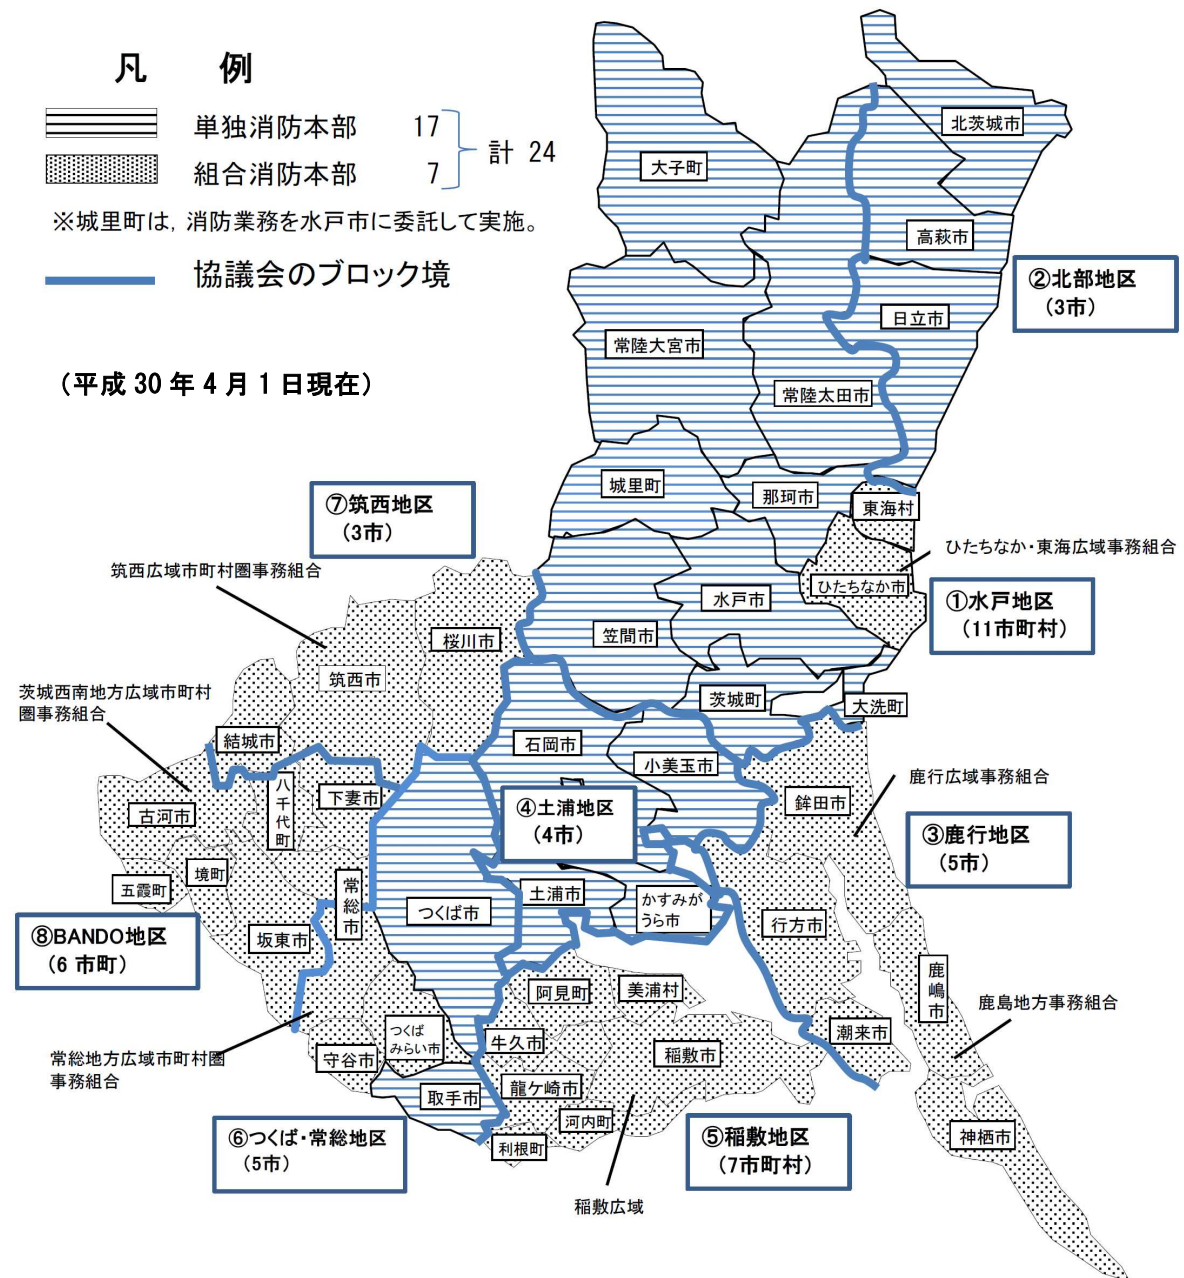 凡　例
単独消防本部　17
組合消防本部　7
計 24
※城里町は，消防業務を水戸市に委託して実施。
協議会のブロック境
（平成 30 年 4 月 1 日現在）
北茨城市
大子町
高萩市
②北部地区
（3市）
日立市
常陸大宮市
常陸太田市
城里町
那珂市
東海村
⑦筑西地区
（3市）
ひたちなか・東海広域事務組合
筑西広域市町村圏事務組合
ひたちなか市
水戸市
①水戸地区
（11市町村）
桜川市
笠間市
筑西市
茨城西南地方広域市町村
圏事務組合
茨城町
大洗町
結城市
石岡市
小美玉市
鹿行広域事務組合
八千代町
下妻市
古河市
鉾田市
④土浦地区
（4市）
③鹿行地区
（5市）
境町
五霞町
常総市
土浦市
かすみが
うら市
つくば市
行方市
⑧BANDO地区
（6 市町）
坂東市
鹿嶋市
阿見町
美浦村
鹿島地方事務組合
つくば
みらい市
潮来市
牛久市
稲敷市
常総地方広域市町村圏
事務組合
守谷市
龍ケ崎市
取手市
河内町
⑥つくば・常総地区
（5市）
利根町
⑤稲敷地区
（7市町村）
神栖市
稲敷広域